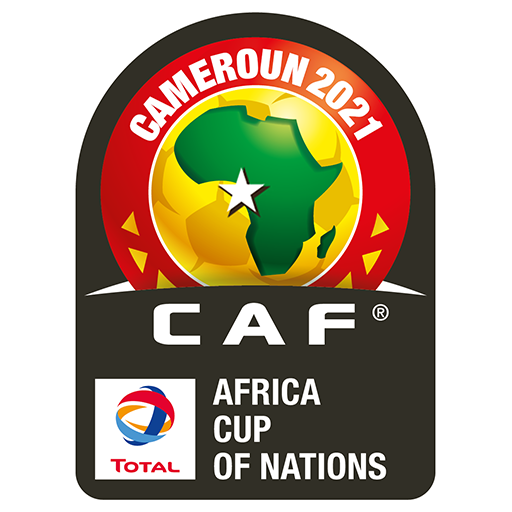 CAMEROUN 2021
CAF®
TOTAL
AFRICA
CUP
OF NATIONS